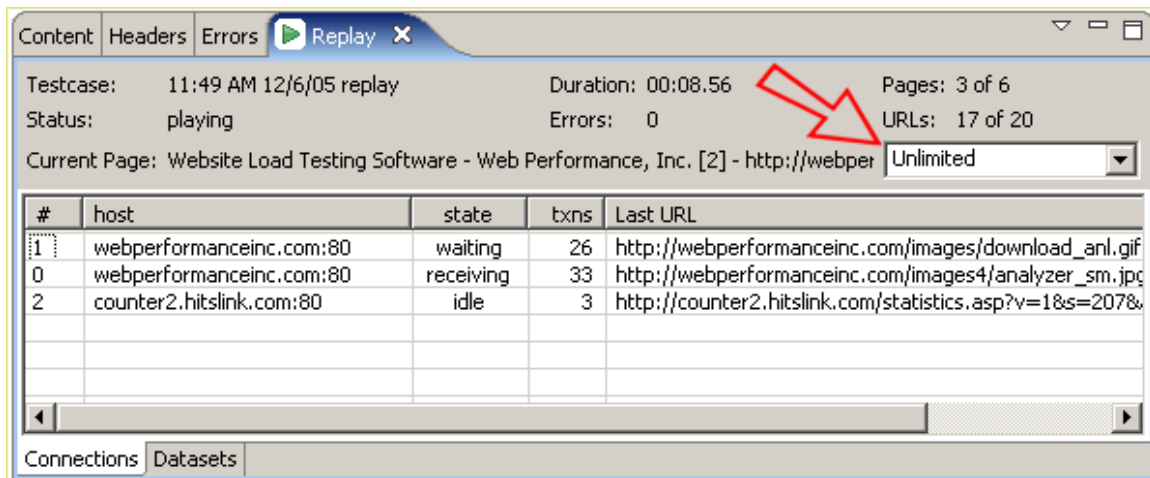 Content Headers Errors Replay
Testcase: 11:49 AM 12/6/05 replay Duration: 00:08.56 Pages: 3 of 6
Status: playing Errors: 0 URLs: 17 of 20
Current Page: Website Load Testing Software - Web Performance, Inc. [2] - http://webper Unlimited
# host state txns Last URL
1 webperformanceinc.com:80 waiting 26 http://webperformanceinc.com/images/download_anl.gif
0 webperformanceinc.com:80 receiving 33 http://webperformanceinc.com/images4/analyzer_sm.jpg
2 counter2.hitslink.com:80 idle 3 http://counter2.hitslink.com/statistics.asp?v=1&s=207&
Connections Datasets